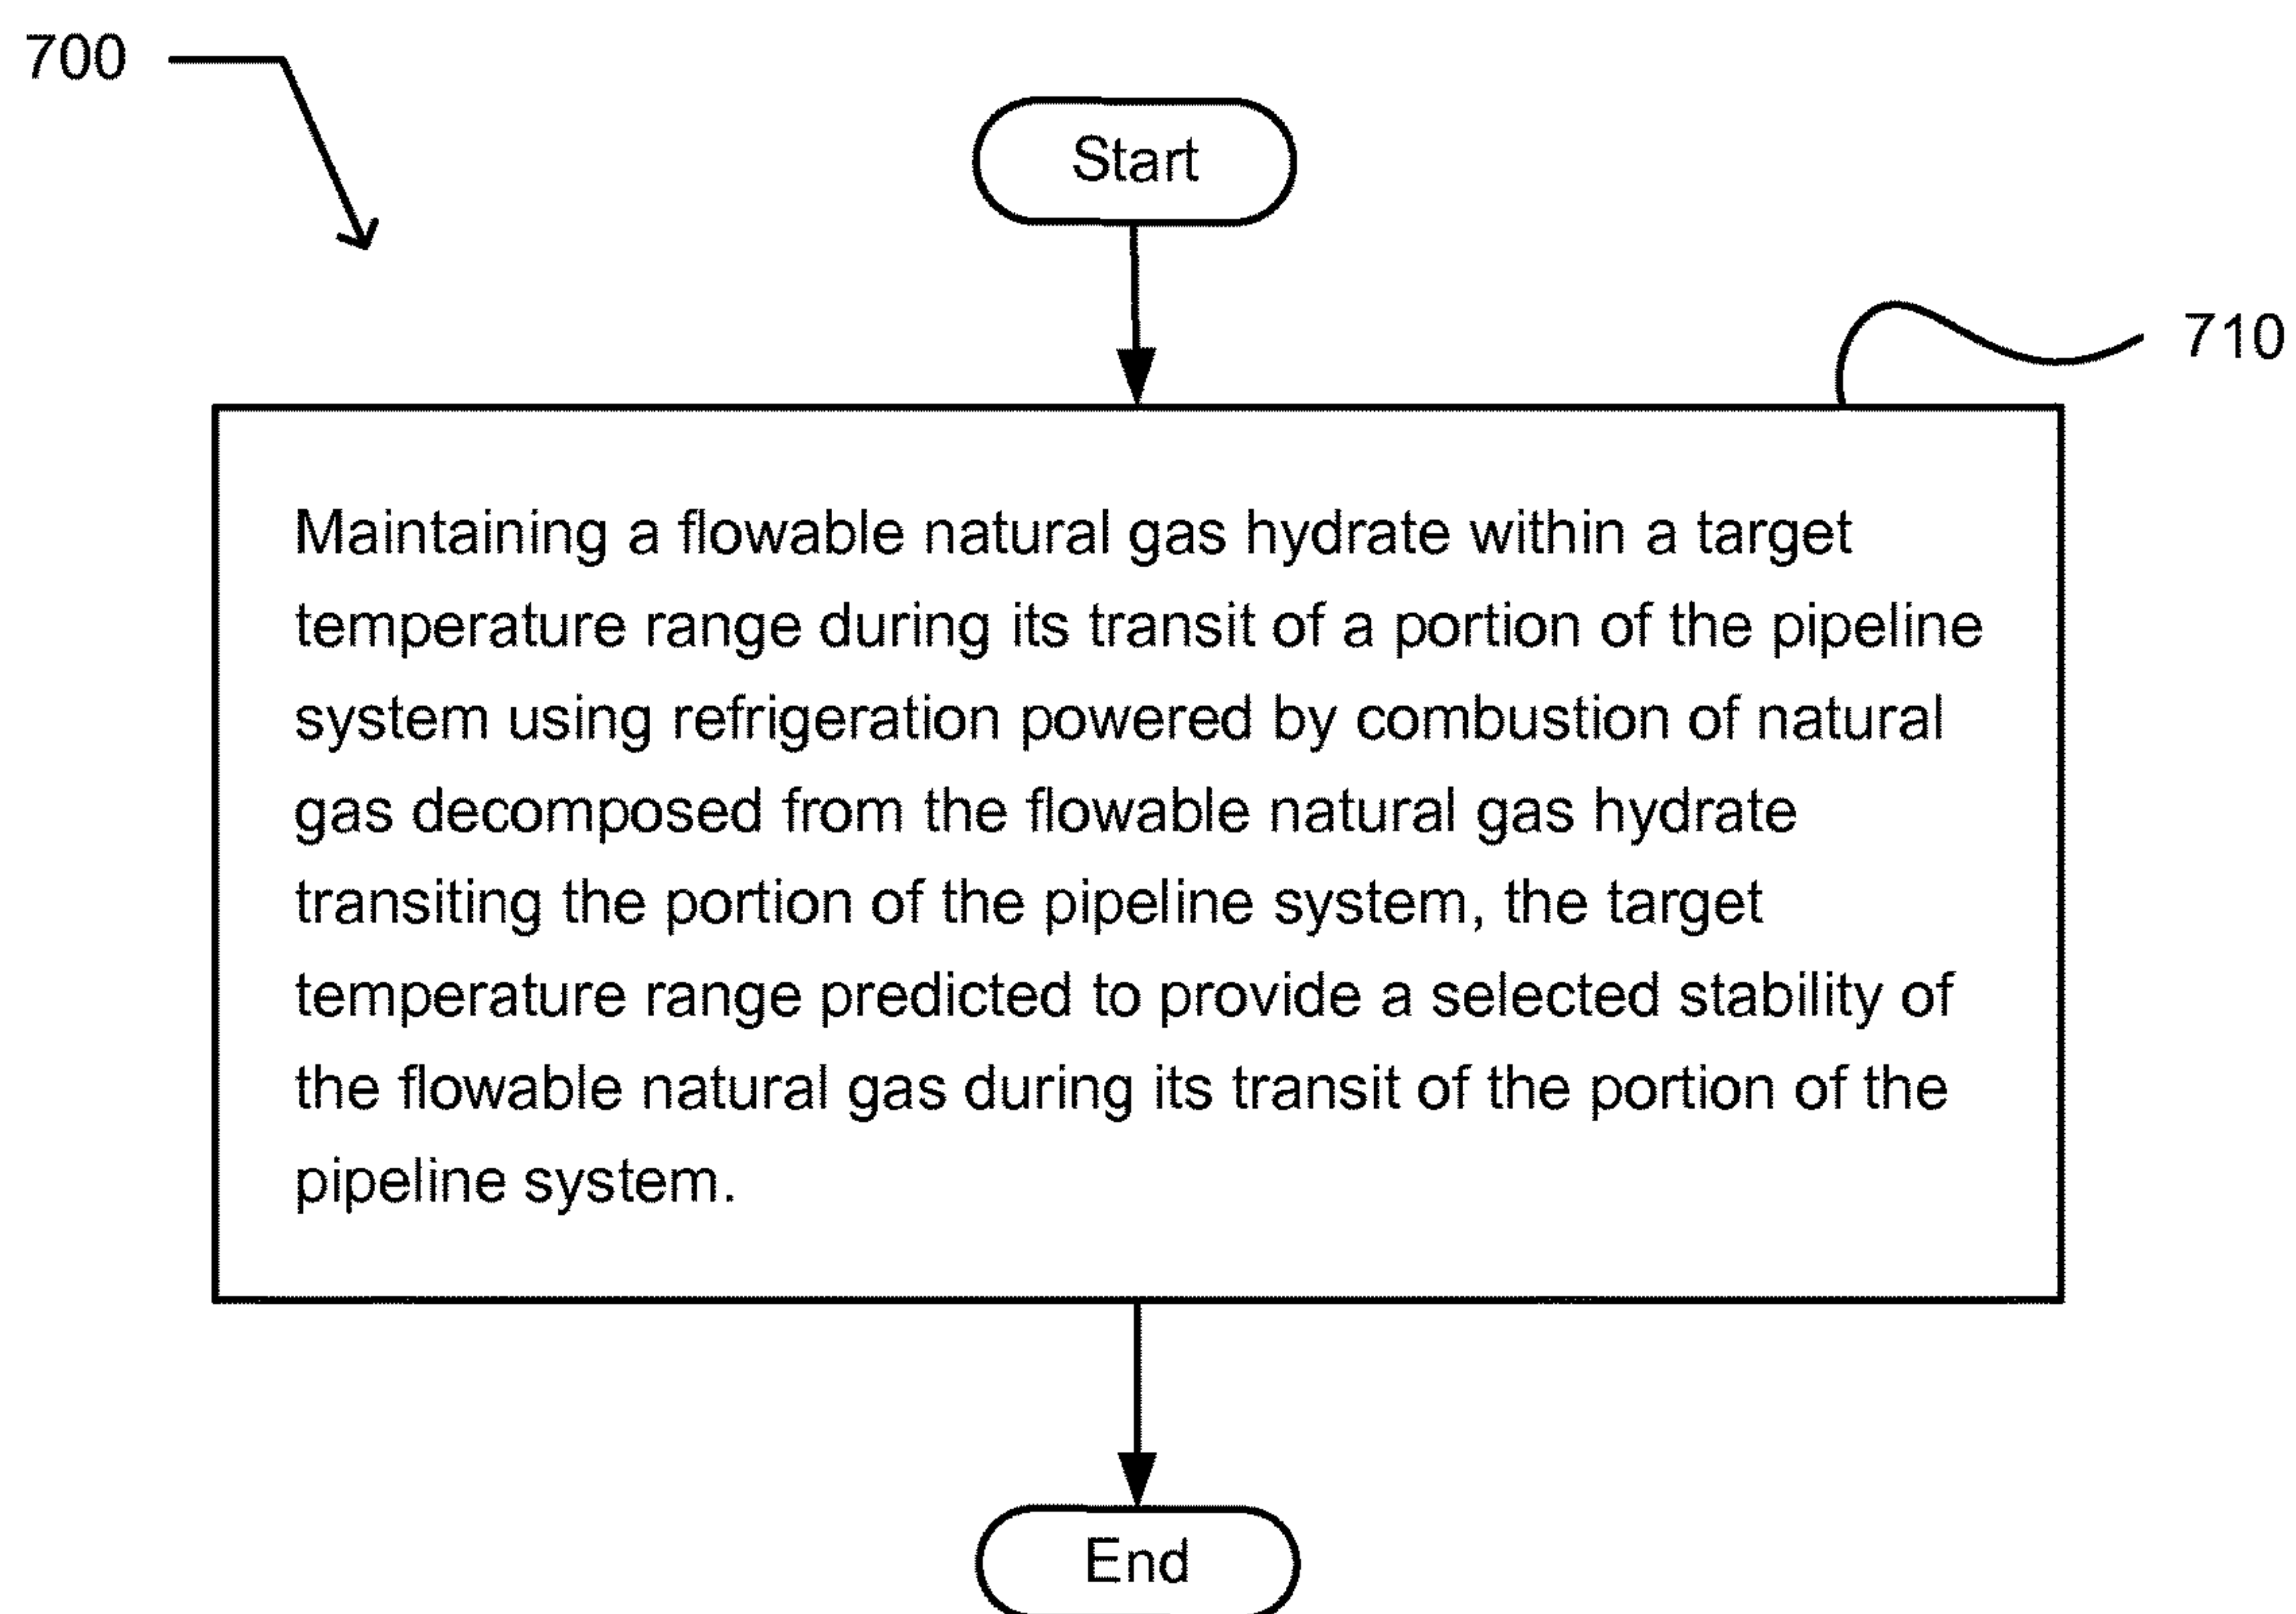 700
Start
710
Maintaining a flowable natural gas hydrate within a target
temperature range during its transit of a portion of the pipeline
system using refrigeration powered by combustion of natural
gas decomposed from the flowable natural gas hydrate
transiting the portion of the pipeline system, the target
temperature range predicted to provide a selected stability of
the flowable natural gas during its transit of the portion of the
pipeline system.
End